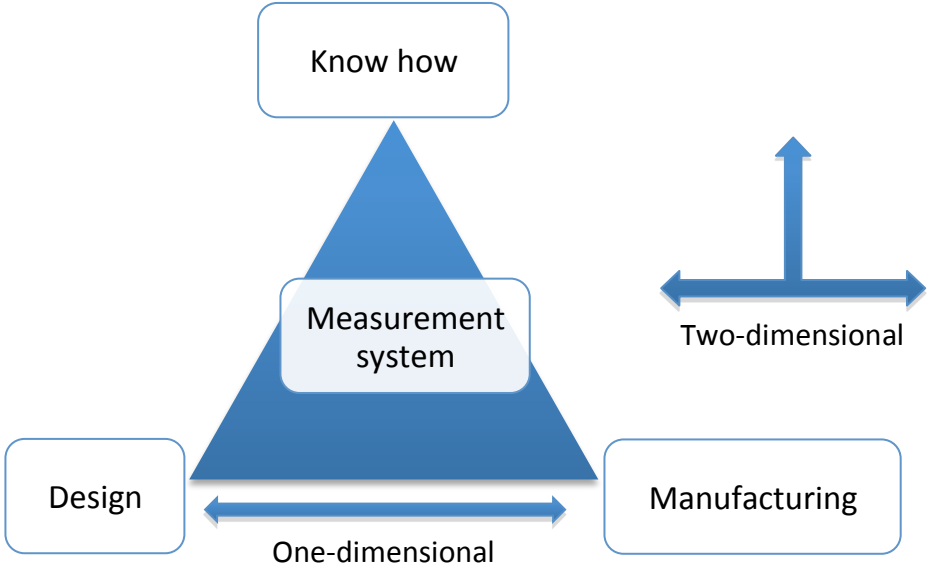 Know how
Measurement
system
Two-dimensional
Design
Manufacturing
One-dimensional